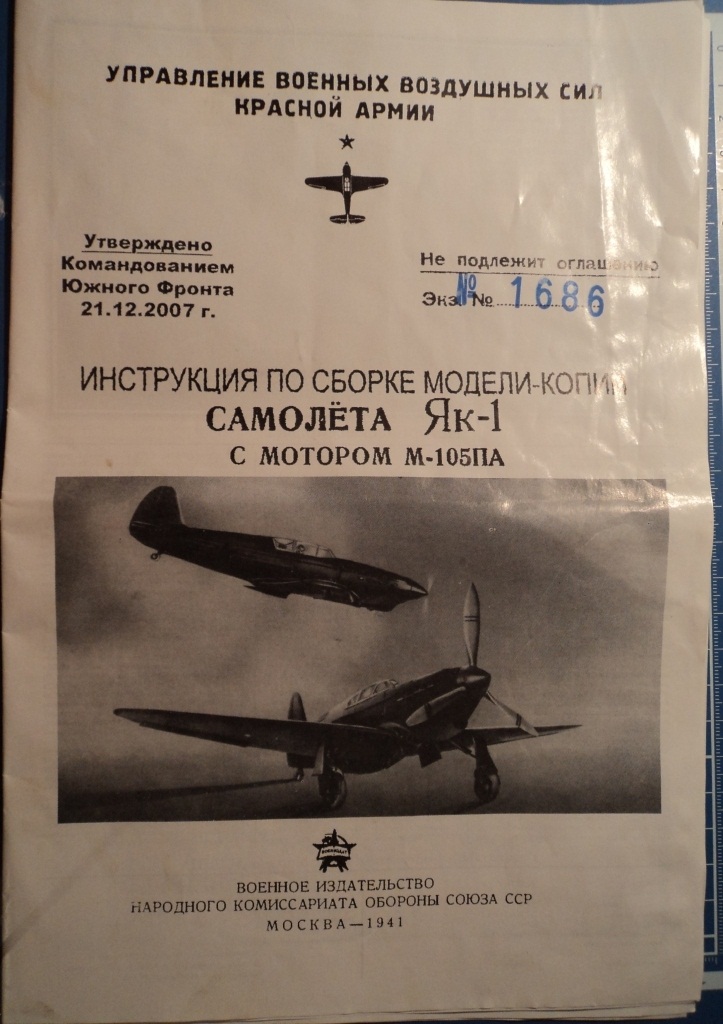 УПРАВЛЕНИЕ ВОЕННЫХ ВОЗДУШНЫХ СИЛ
КРАСНОЙ АРМИИ
Утверждено
Командованием
Южного Фронта
21.12.2007 г.
Не подлежит оглашению
Экз. № № 1686
ИНСТРУКЦИЯ ПО СБОРКЕ МОДЕЛИ-КОПИИ
САМОЛЁТА Як-1
С МОТОРОМ М-105ПА
ВОЕННОЕ ИЗДАТЕЛЬСТВО
НАРОДНОГО КОМИССАРИАТА ОБОРОНЫ СОЮЗА ССР
МОСКВА—1941